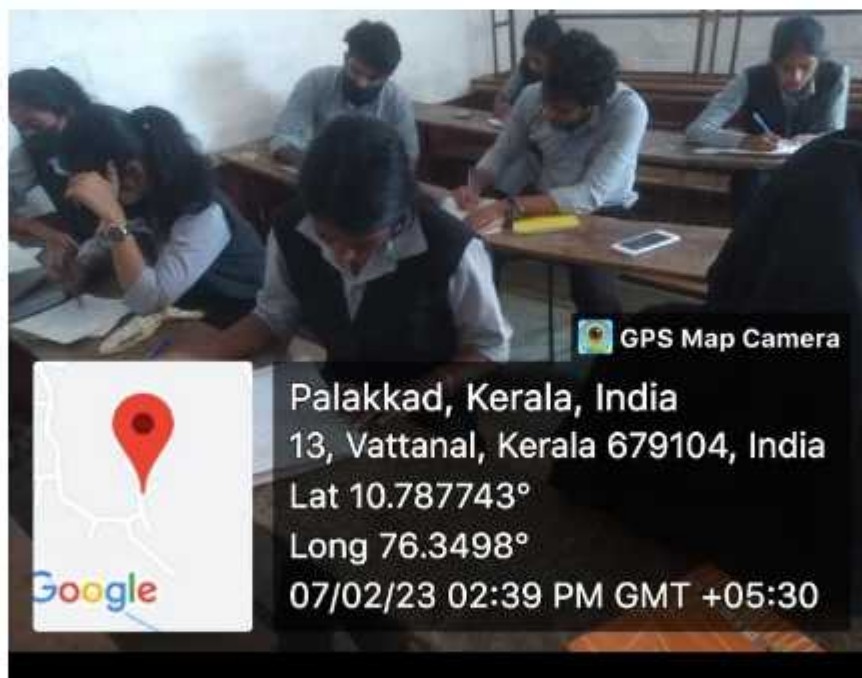 GPS Map Camera
Palakkad, Kerala, India
13, Vattanal, Kerala 679104, India
Lat 10.787743°
Long 76.3498°
07/02/23 02:39 PM GMT +05:30
Google